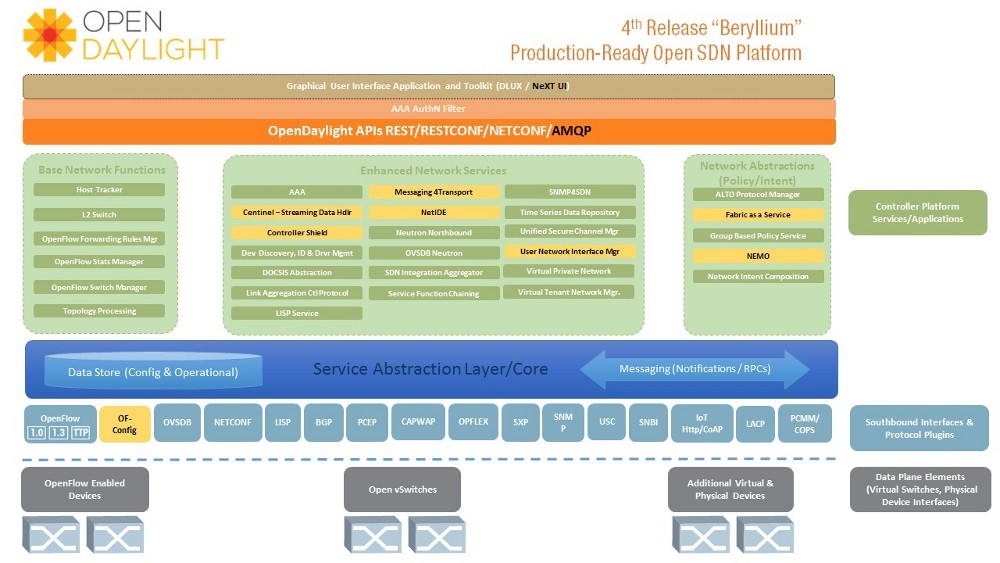 OPEN
DAYLIGHT
4th Release “Beryllium”
Production-Ready Open SDN Platform
Graphical User Interface Application and Toolkit (DLUX / NeXT UI)
AAA AuthN Filter
OpenDaylight APIs REST/RESTCONF/NETCONF/AMQP
Base Network Functions
Host Tracker
L2 Switch
OpenFlow Forwarding Rules Mgr
OpenFlow Stats Manager
OpenFlow Switch Manager
Topology Processing
Enhanced Network Services
AAA
Centinel – Streaming Data Hdlr
Controller Shield
Dev Discovery, ID & Drvr Mgmt
DOCSIS Abstraction
Link Aggregation Ctl Protocol
LISP Service
Messaging 4Transport
NetIDE
Neutron Northbound
OVSDB Neutron
SDN Integration Aggregator
Service Function Chaining
SNMP4SDN
Time Series Data Repository
Unified Secure Channel Mgr
User Network Interface Mgr
Virtual Private Network
Virtual Tenant Network Mgr.
Network Abstractions
(Policy/Intent)
ALTO Protocol Manager
Fabric as a Service
Group Based Policy Service
NEMO
Network Intent Composition
Controller Platform
Services/Applications
Data Store (Config & Operational)
Service Abstraction Layer/Core
Messaging (Notifications / RPCs)
OpenFlow
1.0 1.3 TTP
OF-
Config
OVSDB
NETCONF
LISP
BGP
PCEP
CAPWAP
OPFLEX
SXP
SNM
P
USC
SNBI
IoT
Http/CoAP
LACP
PCMM/
COPS
Southbound Interfaces &
Protocol Plugins
OpenFlow Enabled
Devices
Open vSwitches
Additional Virtual &
Physical Devices
Data Plane Elements
(Virtual Switches, Physical
Device Interfaces)